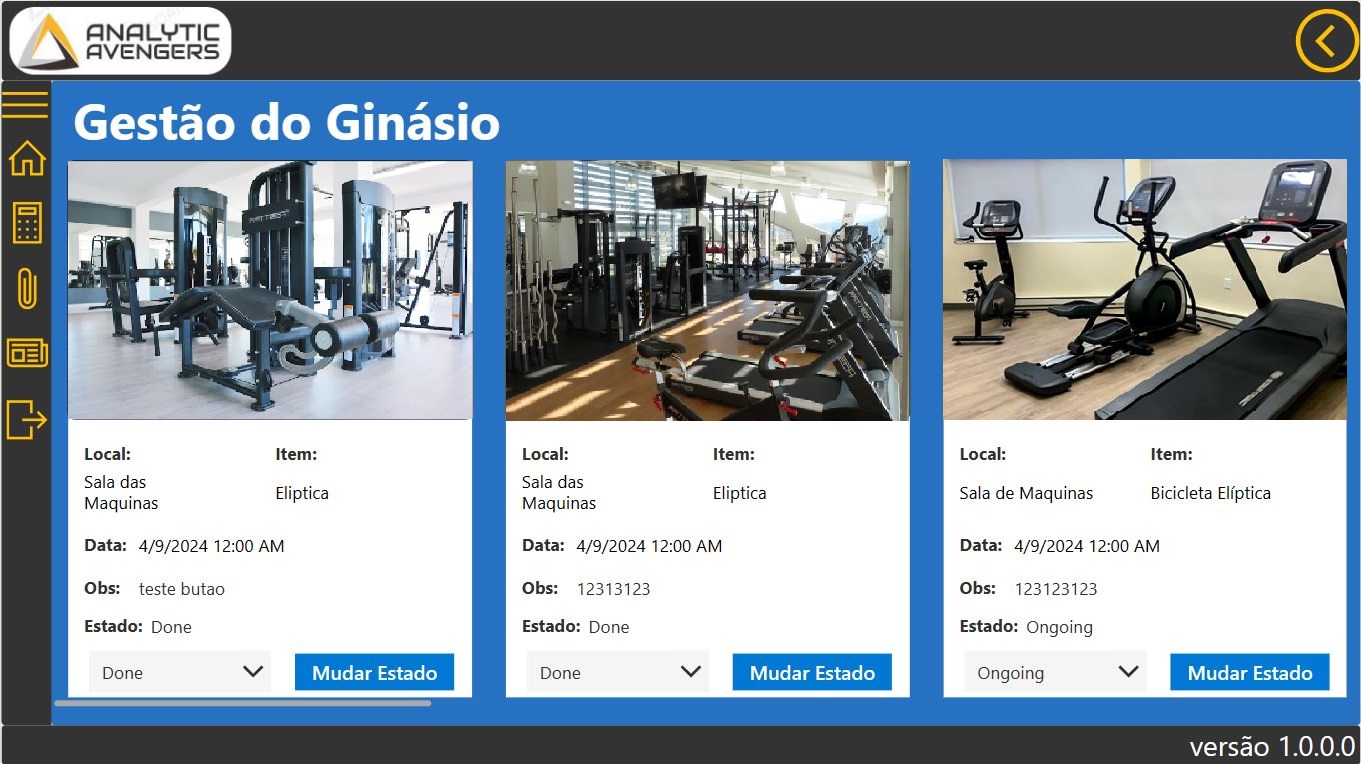 ANALYTIC
AVENGERS
Gestão do Ginásio
Local:
Item:
Sala das
Maquinas
Eliptica
Data: 4/9/2024 12:00 AM
Obs: teste butao
Estado: Done
Done
Mudar Estado
Local:
Item:
Sala das
Maquinas
Eliptica
Data: 4/9/2024 12:00 AM
Obs: 12313123
Estado: Done
Done
Mudar Estado
Local:
Item:
Sala de Maquinas
Bicicleta Elíptica
Data: 4/9/2024 12:00 AM
Obs: 123123123
Estado: Ongoing
Ongoing
Mudar Estado
versão 1.0.0.0